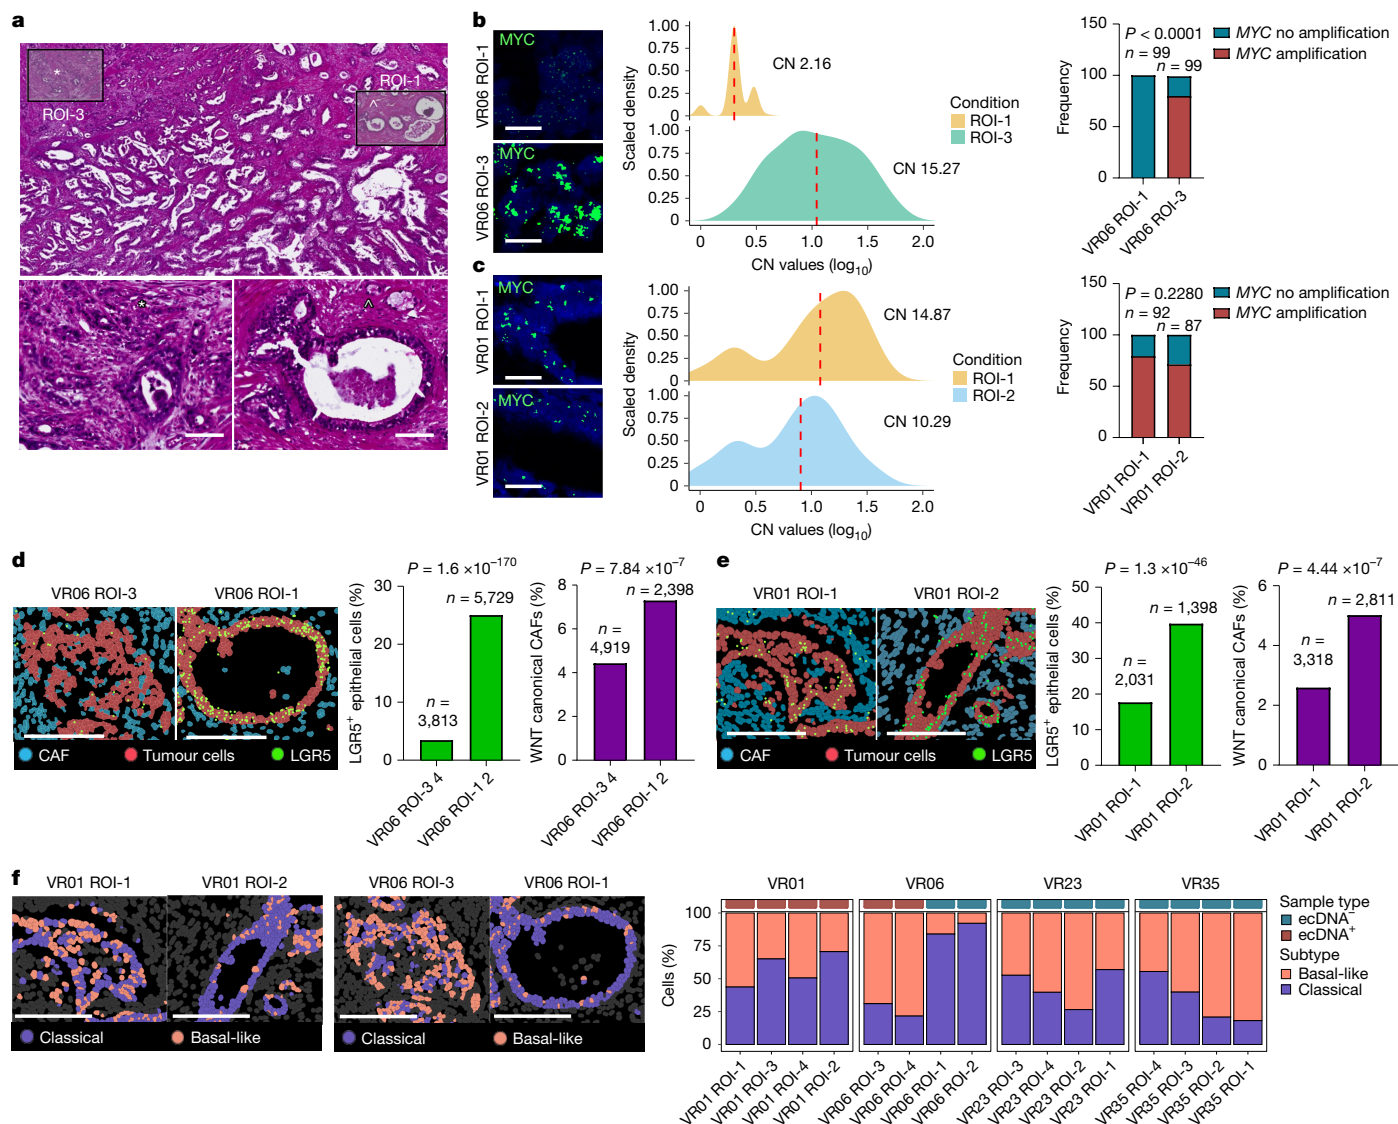 a
ROI-3
*
ROI-1
^
*
^
b
VR06 ROI-1
MYC
VR06 ROI-3
MYC
Scaled density
1.00
0.75
0.50
0.25
0
CN 2.16
1.00
0.75
0.50
0.25
0
CN 15.27
0 0.5 1.0 1.5 2.0
CN values (log10)
Condition
ROI-1
ROI-3
Frequency
150
100
50
0
P < 0.0001
n = 99
n = 99
VR06 ROI-1
VR06 ROI-3
MYC no amplification
MYC amplification
c
VR01 ROI-1
MYC
VR01 ROI-2
MYC
Scaled density
1.00
0.75
0.50
0.25
0
CN 14.87
1.00
0.75
0.50
0.25
0
CN 10.29
0 0.5 1.0 1.5 2.0
CN values (log10)
Condition
ROI-1
ROI-2
Frequency
150
100
50
0
P = 0.2280
n = 92
n = 87
VR01 ROI-1
VR01 ROI-2
MYC no amplification
MYC amplification
d
VR06 ROI-3
VR06 ROI-1
CAF
Tumour cells
LGR5
P = 1.6 ×10−170
LGR5+ epithelial cells (%)
30
20
10
0
n =
3,813
n = 5,729
VR06 ROI-3 4
VR06 ROI-1 2
P = 7.84 ×10−7
WNT canonical CAFs (%)
8
6
4
2
0
n =
4,919
n = 2,398
VR06 ROI-3 4
VR06 ROI-1 2
e
VR01 ROI-1
VR01 ROI-2
CAF
Tumour cells
LGR5
P = 1.3 ×10−46
LGR5+ epithelial cells (%)
50
40
30
20
10
0
n =
2,031
n = 1,398
VR01 ROI-1
VR01 ROI-2
P = 4.44 ×10−7
WNT canonical CAFs (%)
6
4
2
0
n =
3,318
n = 2,811
VR01 ROI-1
VR01 ROI-2
f
VR01 ROI-1
VR01 ROI-2
Classical
Basal-like
VR06 ROI-3
VR06 ROI-1
Classical
Basal-like
Cells (%)
100
75
50
25
0
VR01
VR06
VR23
VR35
VR01 ROI-1
VR01 ROI-3
VR01 ROI-4
VR01 ROI-2
VR06 ROI-3
VR06 ROI-4
VR06 ROI-1
VR06 ROI-2
VR23 ROI-3
VR23 ROI-4
VR23 ROI-2
VR23 ROI-1
VR35 ROI-4
VR35 ROI-3
VR35 ROI-2
VR35 ROI-1
Sample type
ecDNA−
ecDNA+
Subtype
Basal-like
Classical